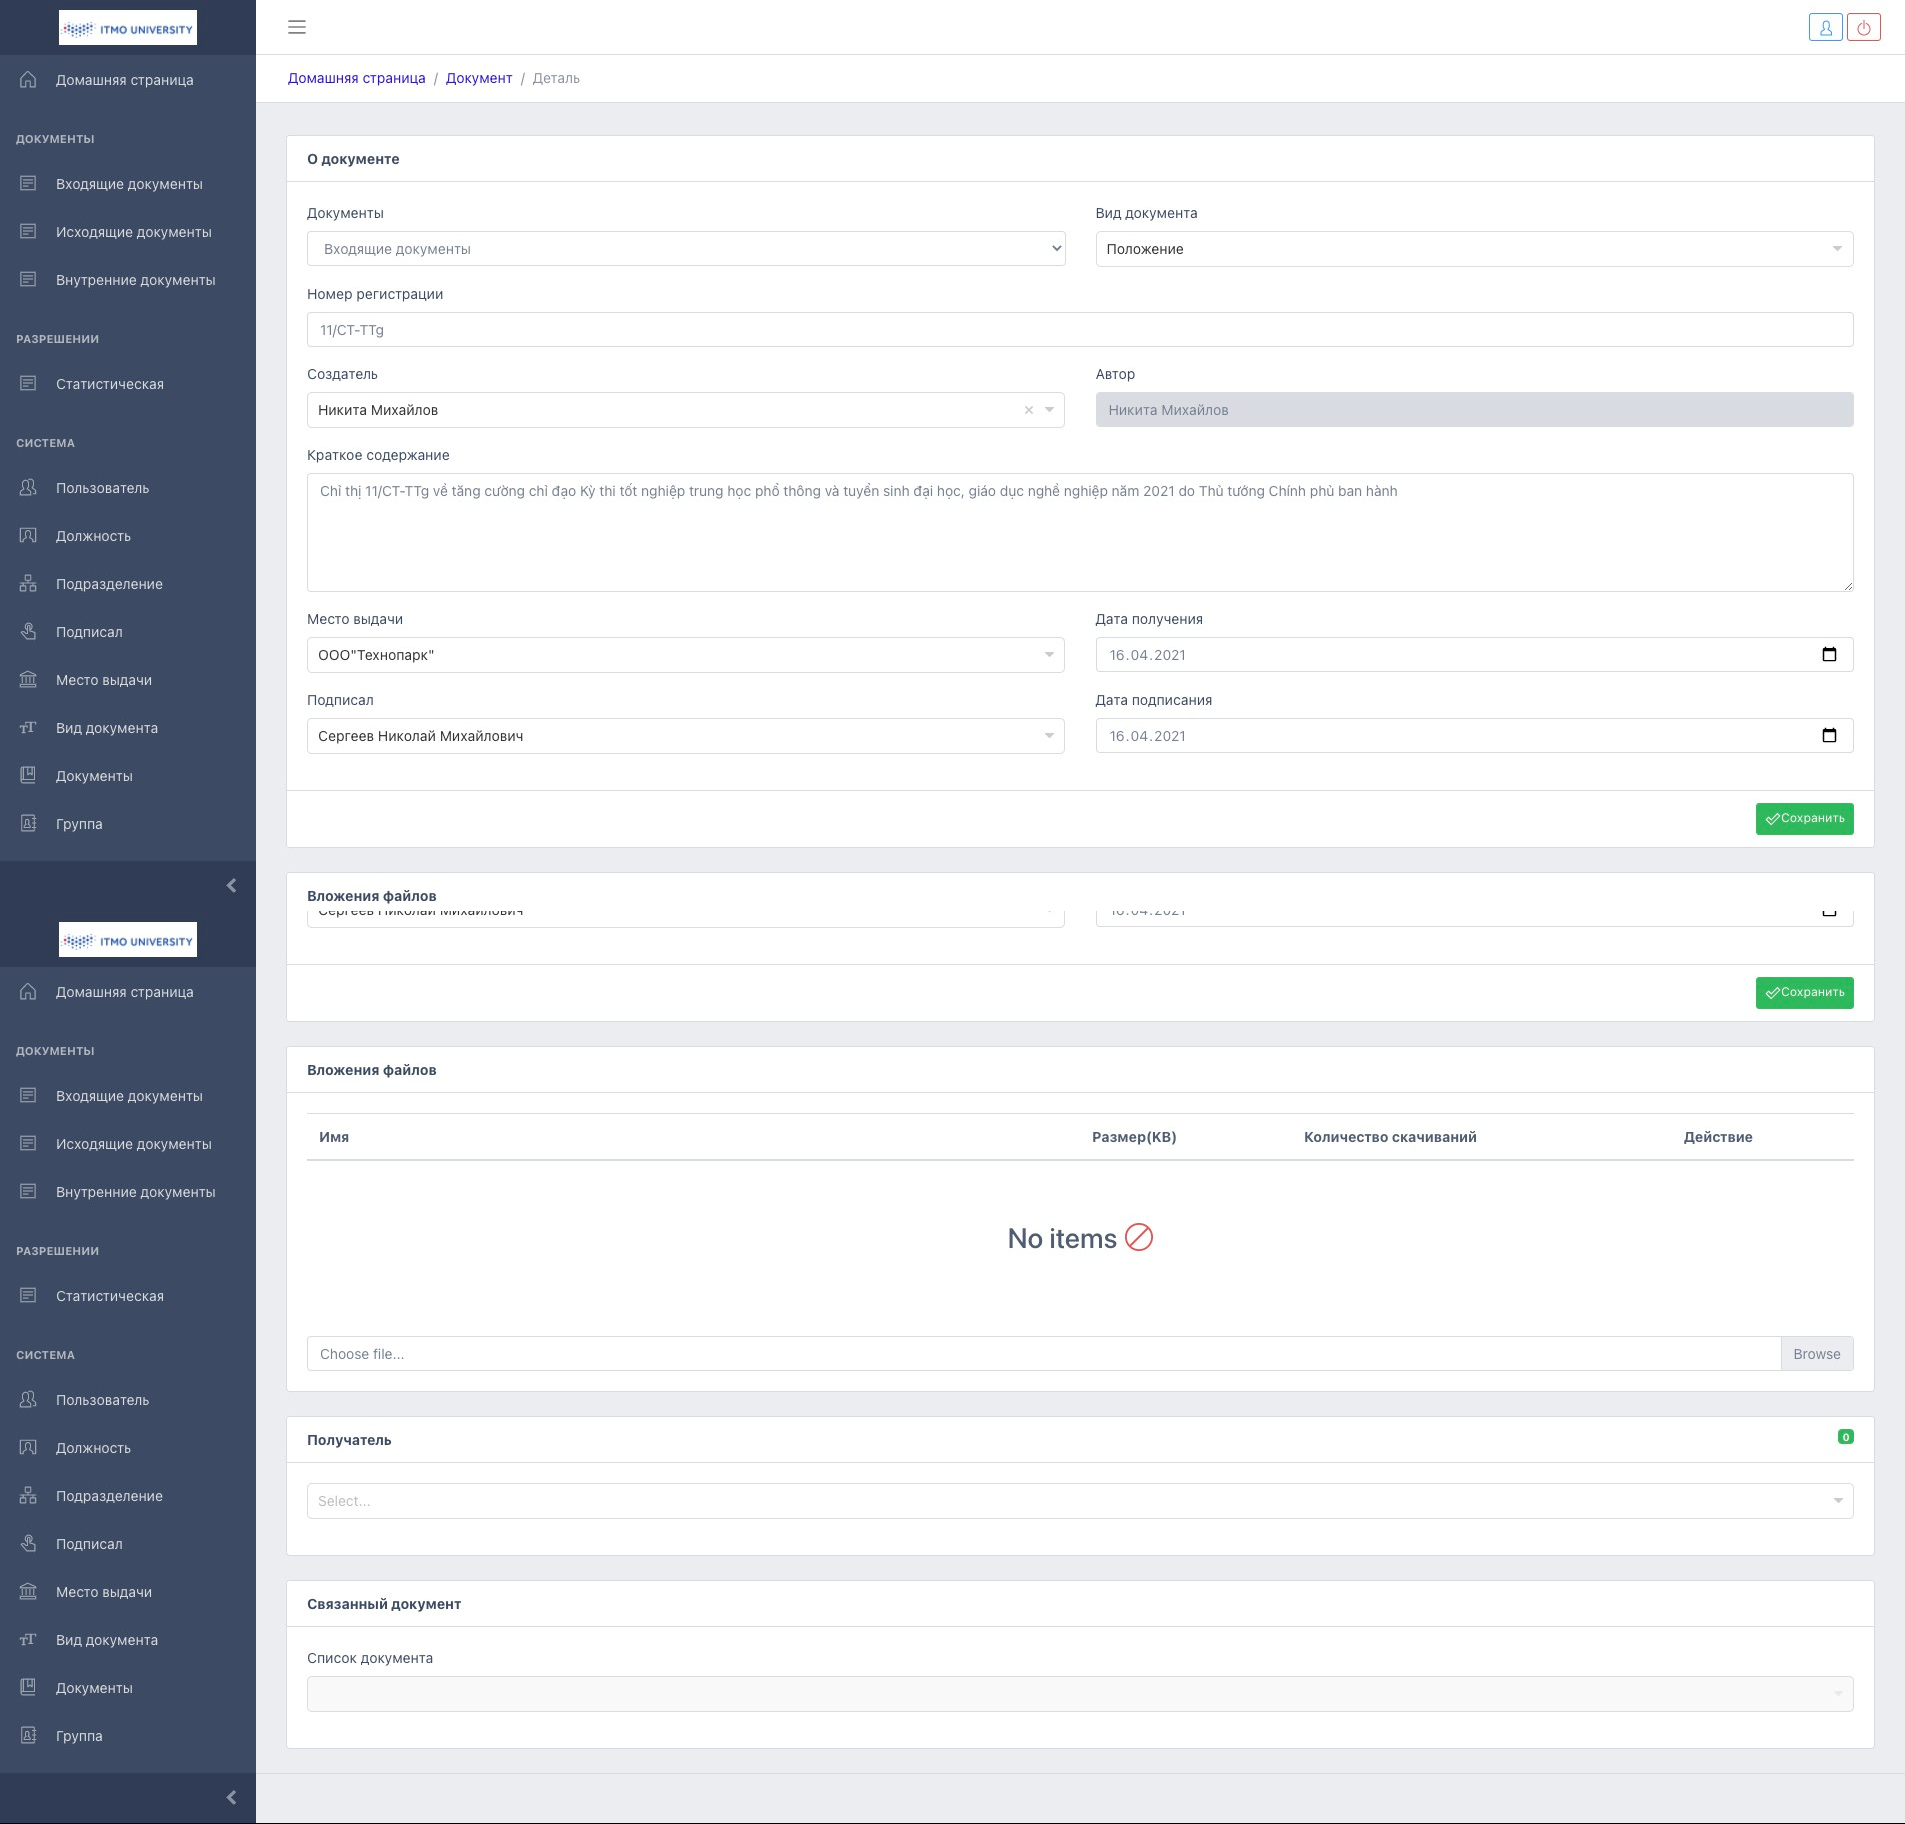 ITMO UNIVERSITY
Домашняя страница
ДОКУМЕНТЫ
Входящие документы
Исходящие документы
Внутренние документы
РАЗРЕШЕНИИ
Статистическая
СИСТЕМА
Пользователь
Должность
Подразделение
Подписал
Место выдачи
Вид документа
Документы
Группа
Домашняя страница / Документ / Деталь
О документе
Документы
Входящие документы
Вид документа
Положение
Номер регистрации
11/CT-TTg
Создатель
Никита Михайлов
Автор
Никита Михайлов
Краткое содержание
Chỉ thị 11/CT-TTg về tăng cường chỉ đạo Kỳ thi tốt nghiệp trung học phổ thông và tuyển sinh đại học, giáo dục nghề nghiệp năm 2021 do Thủ tướng Chính phủ ban hành
Место выдачи
ООО"Технопарк"
Дата получения
16.04.2021
Подписал
Сергеев Николай Михайлович
Дата подписания
16.04.2021
Сохранить
Вложения файлов
Сергеев Николай Михайлович
16.04.2021
Сохранить
ITMO UNIVERSITY
Домашняя страница
ДОКУМЕНТЫ
Входящие документы
Исходящие документы
Внутренние документы
РАЗРЕШЕНИИ
Статистическая
СИСТЕМА
Пользователь
Должность
Подразделение
Подписал
Место выдачи
Вид документа
Документы
Группа
Вложения файлов
Имя Размер(KB) Количество скачиваний Действие
No items
Choose file...
Browse
Получатель
0
Select...
Связанный документ
Список документа